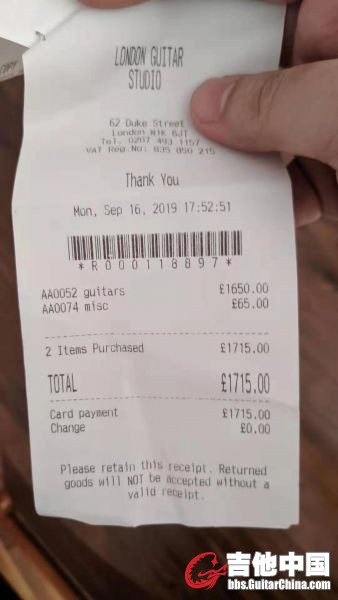 LONDON GUITAR
STUDIO
62 Duke Street
London W1K 6JT
Tel. 0207 493 1157
VAT Reg.No: 835 850 215
Thank You
Mon, Sep 16, 2019 17:52:51
*R000118897*
AA0052 guitars £1650.00
AA0074 misc £65.00
2 Items Purchased £1715.00
TOTAL £1715.00
Card payment £1715.00
Change £0.00
Please retain this receipt. Returned
goods will NOT be accepted without a
valid receipt.
COPY
吉他中国
bbs.GuitarChina.com